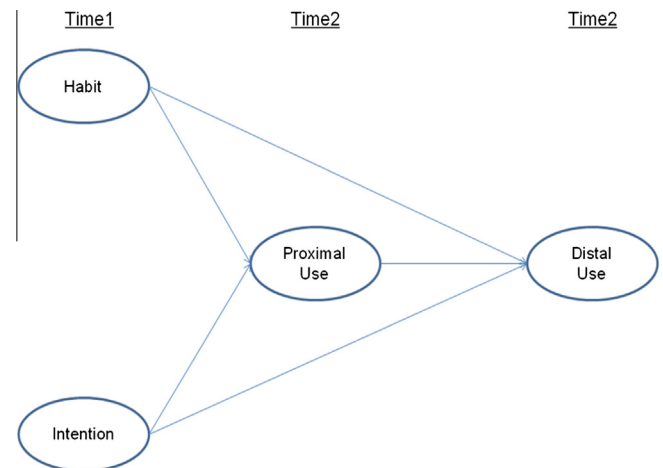 Time1
Time2
Time2
Habit
Proximal
Use
Distal
Use
Intention